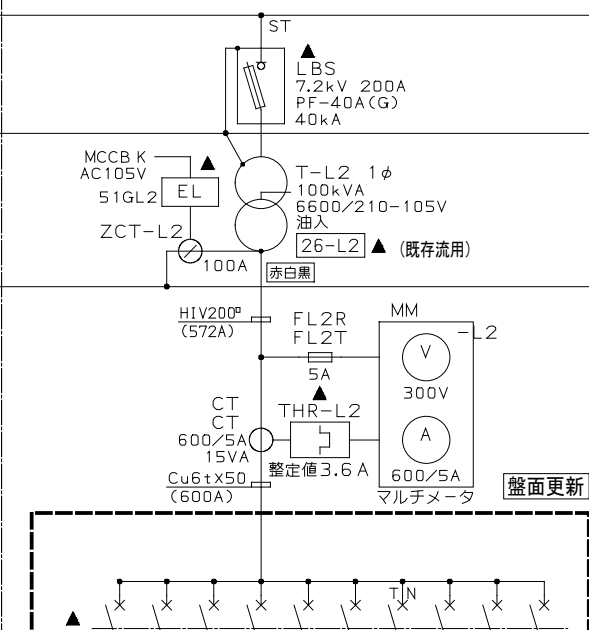 ST
▲
LBS
7.2kV 200A
PF-40A(G)
40kA
MCCB K
AC105V
▲
EL
51GL2
ZCT-L2
100A
T-L2 1φ
100kVA
6600/210-105V
油入
26-L2 ▲ (既存流用)
赤白黒
HIV200°
(572A)
FL2R
FL2T
5A
MM
-L2
V
300V
CT
CT
600/5A
15VA
▲
THR-L2
整定値3.6A
A
600/5A
マルチメータ
Cu6tX50
(600A)
盤面更新
TN
▲